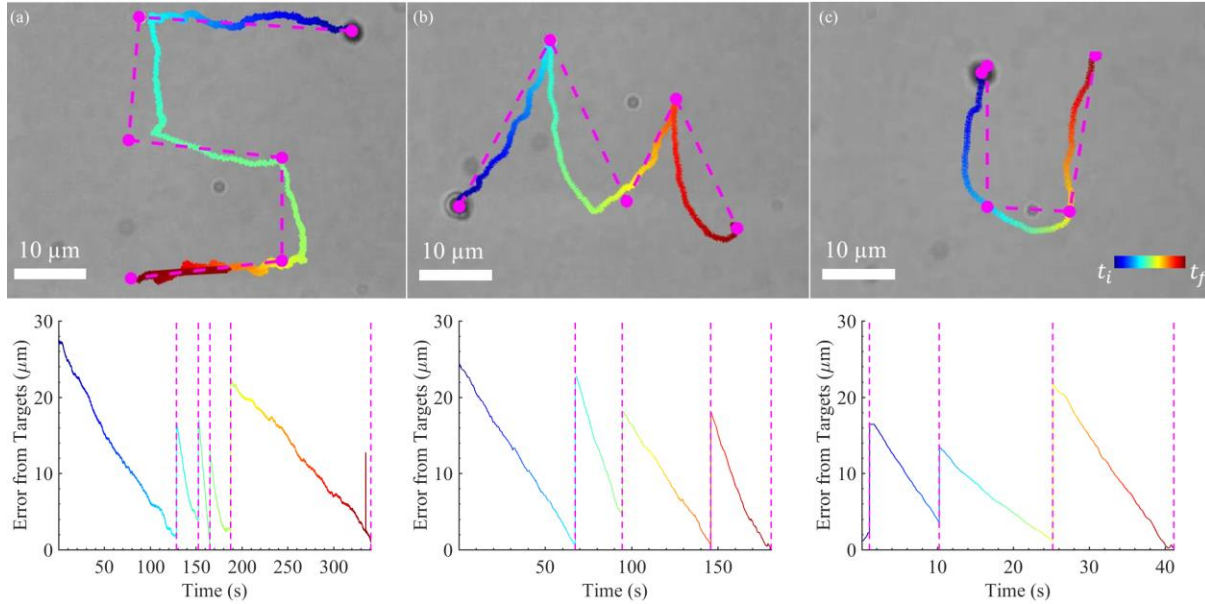 (a)
(b)
(c)
10 μm
10 μm
10 μm
t_i t_f
30
20
10
0
Error from Targets (μm)
50 100 150 200 250 300
Time (s)
30
20
10
0
Error from Targets (μm)
50 100 150
Time (s)
30
20
10
0
Error from Targets (μm)
10 20 30 40
Time (s)